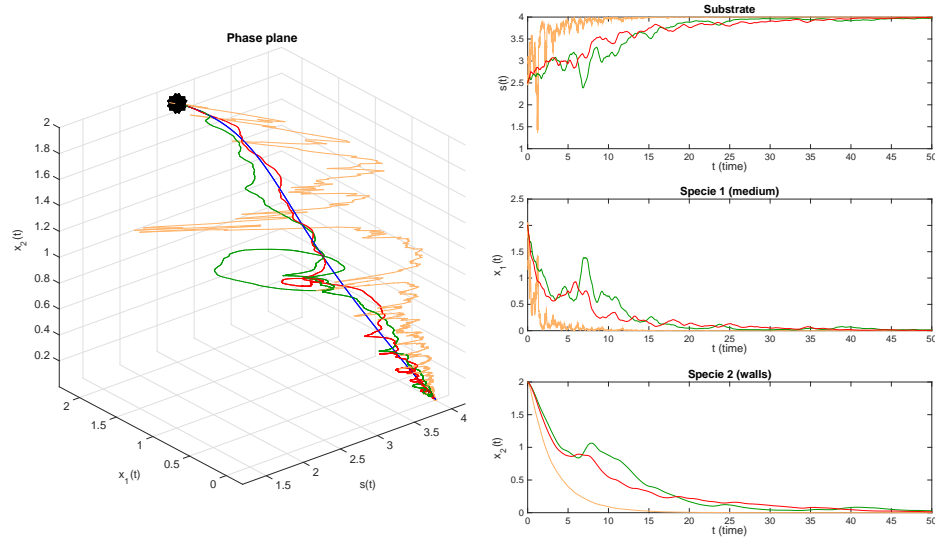 Phase plane
2
1.8
1.6
1.4
1.2
1
0.8
0.6
0.4
0.2
x2(t)
2
1.5
1
0.5
0
x1(t)
1.5
2
2.5
3
3.5
4
s(t)
Substrate
4
3.5
3
2.5
2
1.5
1
s(t)
0 5 10 15 20 25 30 35 40 45 50
t (time)
Specie 1 (medium)
2.5
2
1.5
1
0.5
0
x1(t)
0 5 10 15 20 25 30 35 40 45 50
t (time)
Specie 2 (walls)
2
1.5
1
0.5
0
x2(t)
0 5 10 15 20 25 30 35 40 45 50
t (time)